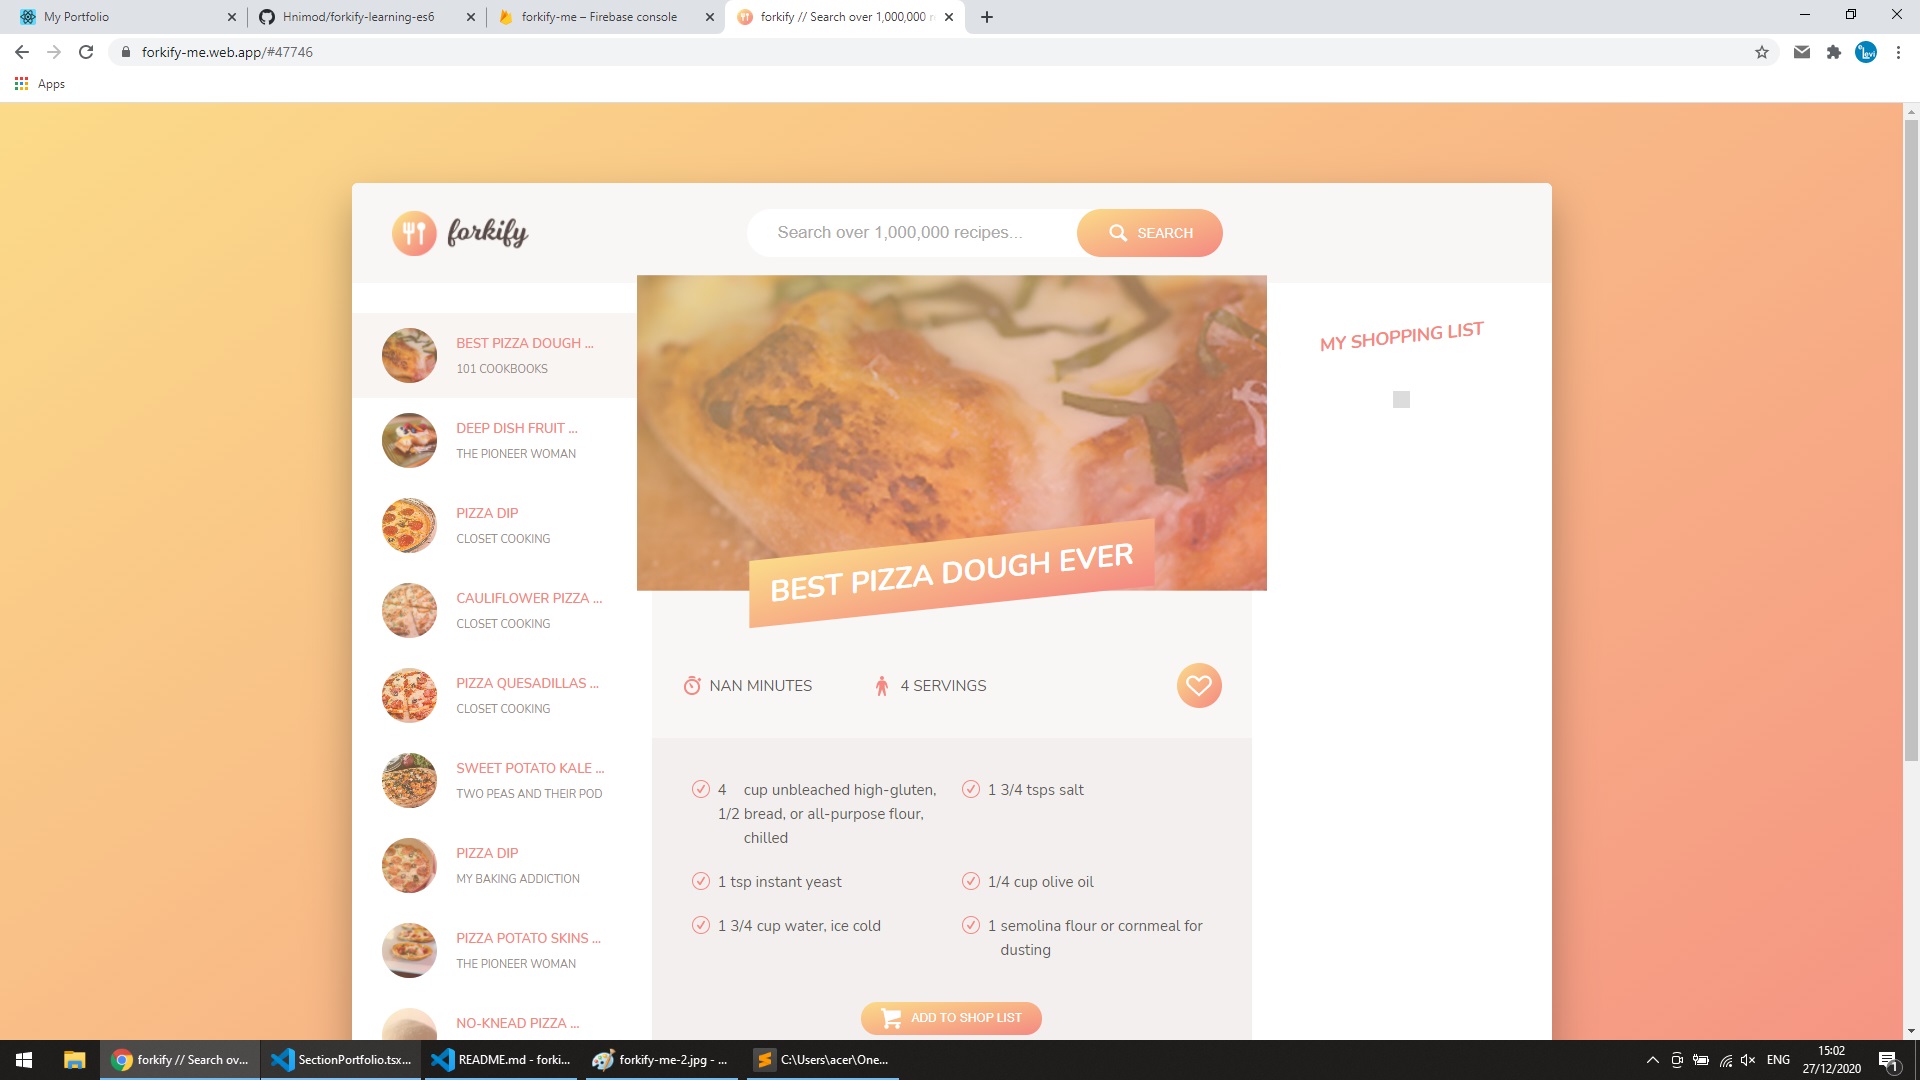 My Portfolio
Hnimod/forkify-learning-es6
forkify-me – Firebase console
forkify // Search over 1,000,000 r
forkify-me.web.app/#47746
Apps
forkify
Search over 1,000,000 recipes...
SEARCH
BEST PIZZA DOUGH ...
101 COOKBOOKS
DEEP DISH FRUIT ...
THE PIONEER WOMAN
PIZZA DIP
CLOSET COOKING
CAULIFLOWER PIZZA ...
CLOSET COOKING
PIZZA QUESADILLAS ...
CLOSET COOKING
SWEET POTATO KALE ...
TWO PEAS AND THEIR POD
PIZZA DIP
MY BAKING ADDICTION
PIZZA POTATO SKINS ...
THE PIONEER WOMAN
NO-KNEAD PIZZA ...
BEST PIZZA DOUGH EVER
NAN MINUTES
4 SERVINGS
4 cup unbleached high-gluten,
1/2 bread, or all-purpose flour,
chilled
1 3/4 tsps salt
1 tsp instant yeast
1/4 cup olive oil
1 3/4 cup water, ice cold
1 semolina flour or cornmeal for
dusting
ADD TO SHOP LIST
MY SHOPPING LIST
forkify // Search ov...
SectionPortfolio.tsx...
README.md - forki...
forkify-me-2.jpg - ...
C:\Users\acer\One...
ENG
15:02
27/12/2020
1